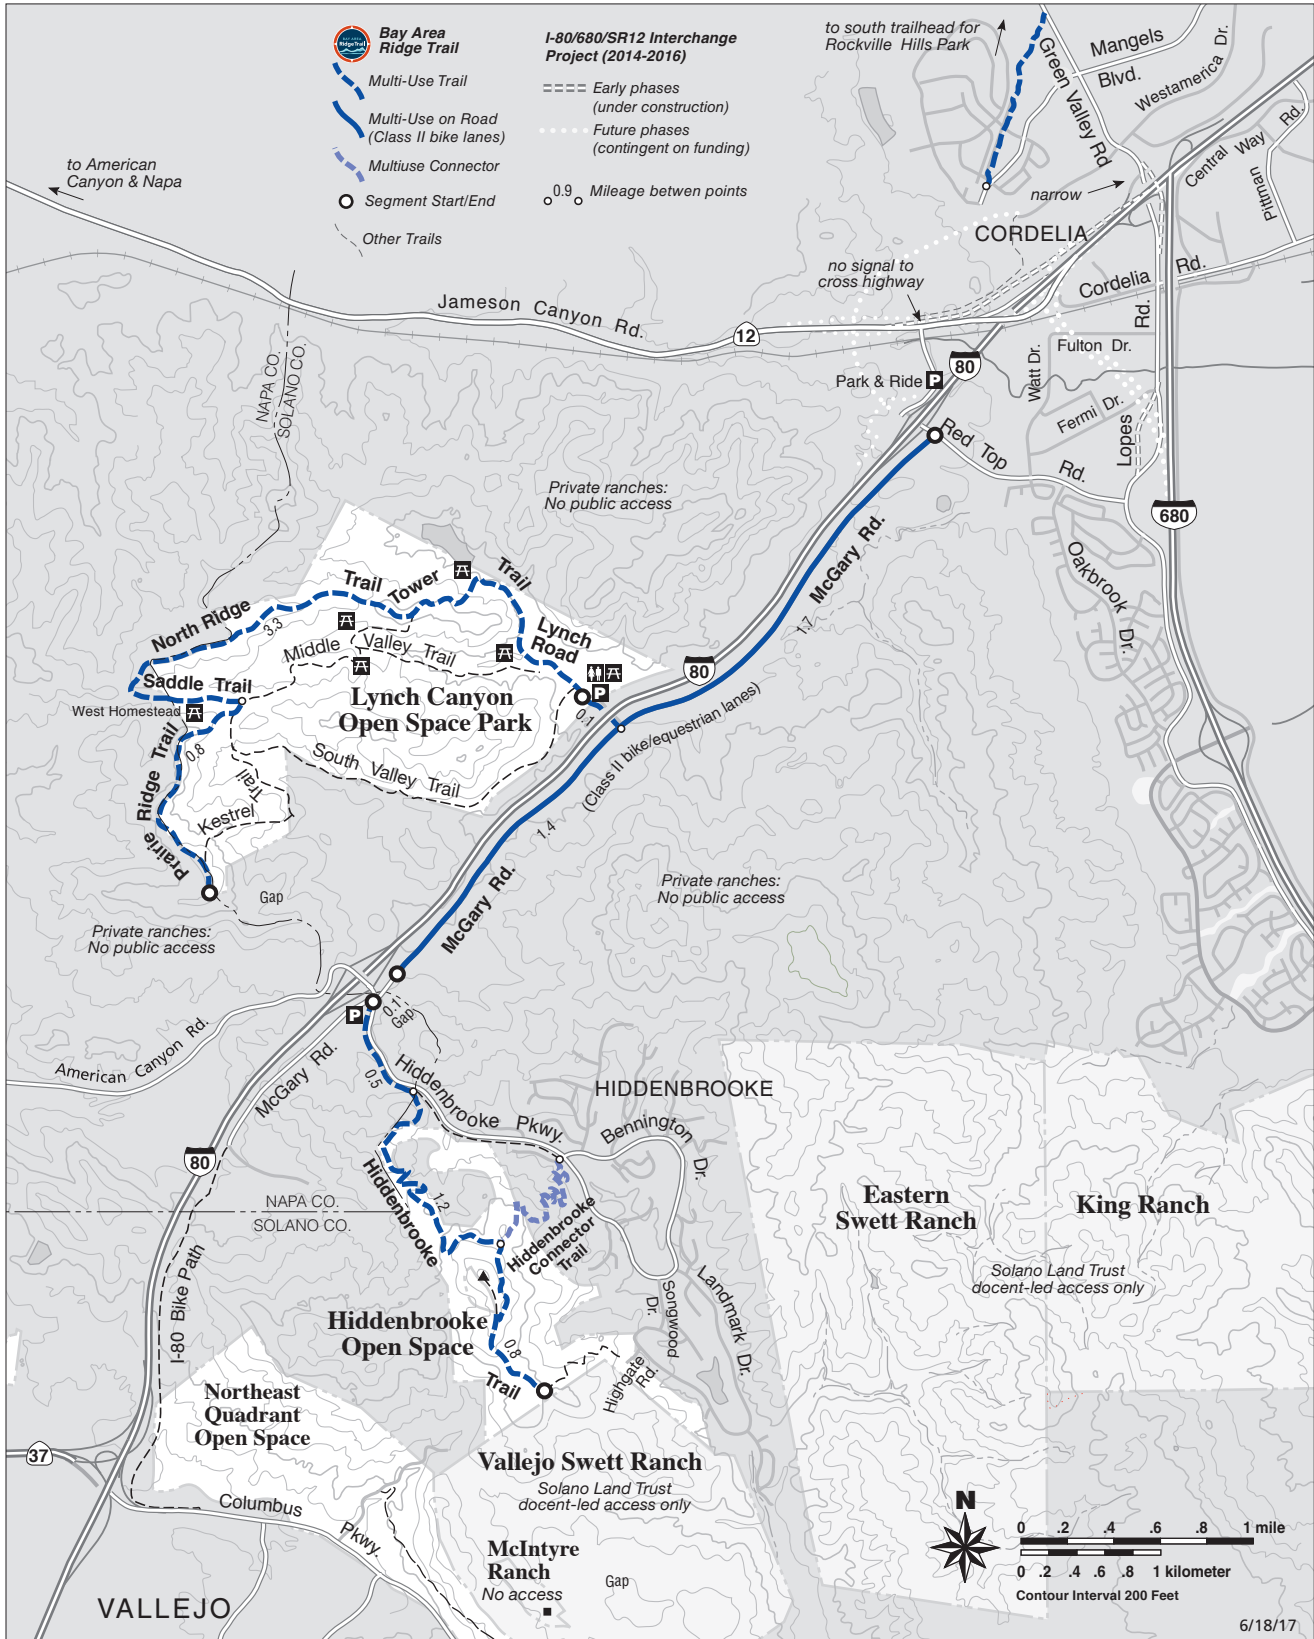 Bay Area
Ridge Trail
Multi-Use Trail
Multi-Use on Road
(Class II bike lanes)
Multiuse Connector
Segment Start/End
Other Trails
I-80/680/SR12 Interchange
Project (2014-2016)
Early phases
(under construction)
Future phases
(contingent on funding)
0.9
Mileage betwen points
to south trailhead for
Rockville Hills Park
Green Valley Rd
Mangels
Blvd.
Westamerica Dr.
Central Way
Pittman Rd.
narrow
CORDELIA
to American
Canyon & Napa
no signal to
cross highway
Cordelia Rd.
Jameson Canyon Rd.
12
NAPA CO.
SOLANO CO.
80
Park & Ride
P
Watt Dr.
Fulton Dr.
Fermi Dr.
Lopes Rd.
Red Top Rd.
680
Oakbrook Dr.
Private ranches:
No public access
McGary Rd.
1.7
80
(Class II bike/equestrian lanes)
North Ridge Trail
3.3
Tower Trail
Lynch
Road
Middle Valley Trail
Saddle Trail
West Homestead
Lynch Canyon
Open Space Park
P
0.1
South Valley Trail
Prairie Ridge Trail
0.8
Kestrel Trail
Gap
Private ranches:
No public access
1.4
McGary Rd.
Private ranches:
No public access
American Canyon Rd.
P
0.1
Gap
McGary Rd.
0.5
Hiddenbrooke Pkwy.
HIDDENBROOKE
Bennington Dr.
80
NAPA CO.
SOLANO CO.
Hiddenbrooke
1.2
Hiddenbrooke
Connector
Trail
Songwood
Dr.
Landmark Dr.
Eastern
Swett Ranch
King Ranch
Solano Land Trust
docent-led access only
I-80 Bike Path
Hiddenbrooke
Open Space
0.8
Trail
Highgate
Rd.
Northeast
Quadrant
Open Space
37
Columbus Pkwy.
Vallejo Swett Ranch
Solano Land Trust
docent-led access only
McIntyre
Ranch
No access
Gap
VALLEJO
N
0 .2 .4 .6 .8 1 mile
0 .2 .4 .6 .8 1 kilometer
Contour Interval 200 Feet
6/18/17